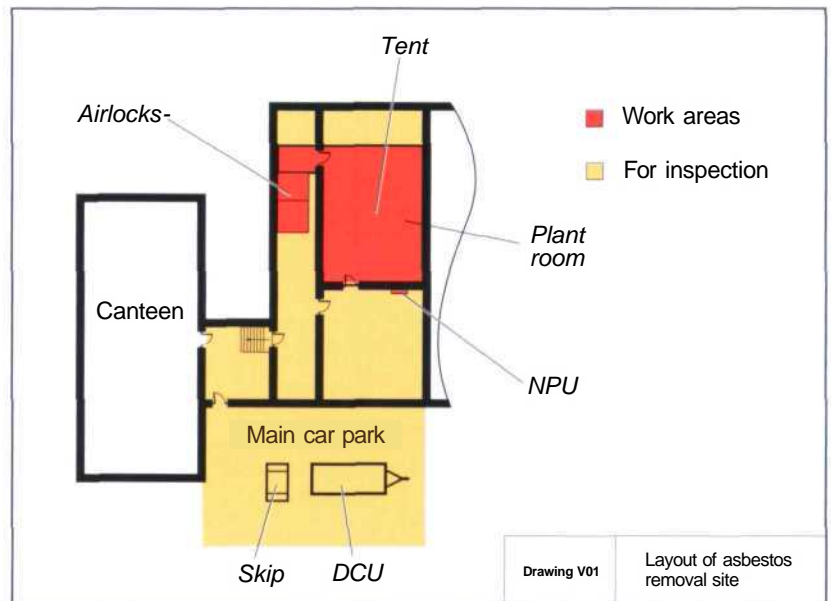 Tent
Airlocks-
Work areas
For inspection
Plant
room
Canteen
NPU
Main car park
Skip
DCU
Drawing V01
Layout of asbestos
removal site